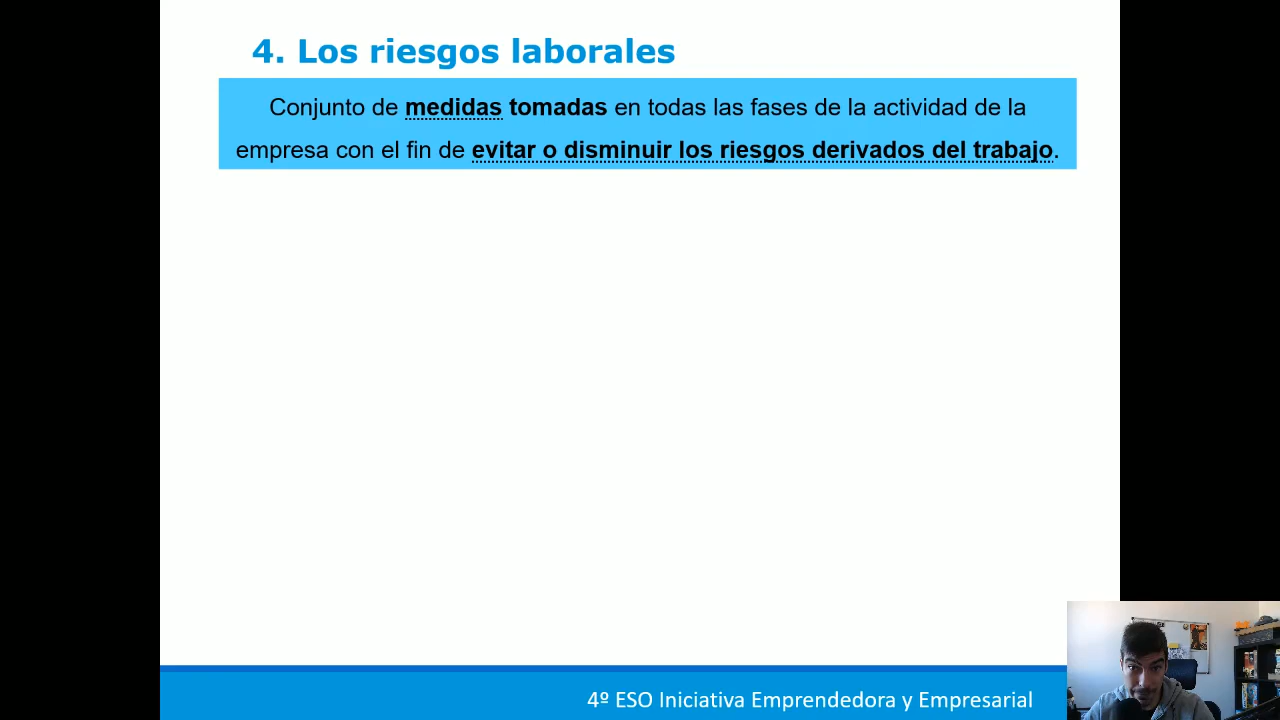 4. Los riesgos laborales
Conjunto de medidas tomadas en todas las fases de la actividad de la
empresa con el fin de evitar o disminuir los riesgos derivados del trabajo.
4º ESO Iniciativa Emprendedora y Empresarial